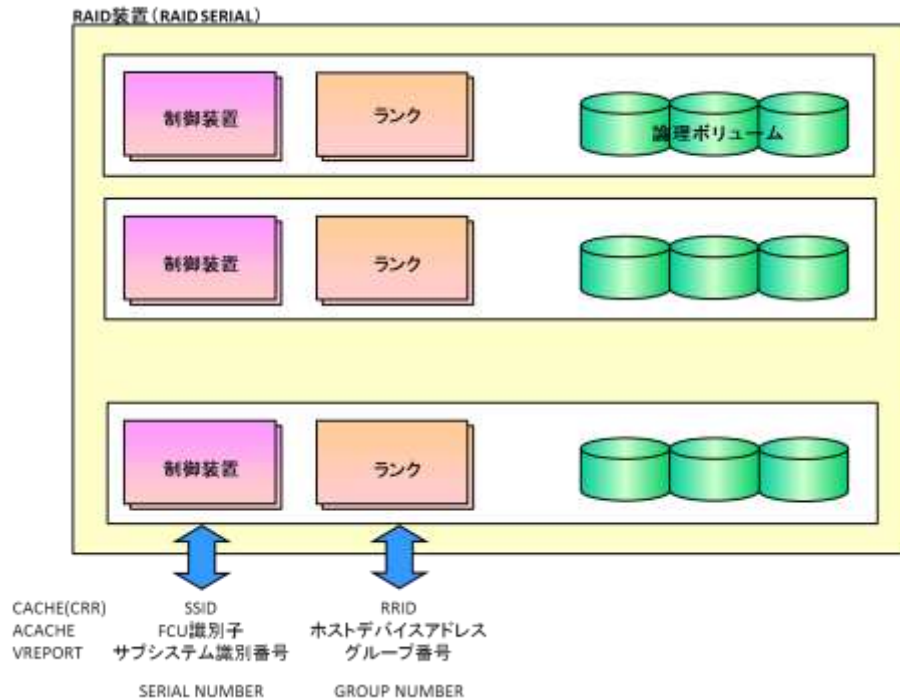 RAID装置（RAID SERIAL）
制御装置
ランク
論理ボリューム
制御装置
ランク
制御装置
ランク
CACHE(CRR) SSID RRID
ACACHE FCU識別子 ホストデバイスアドレス
VREPORT サブシステム識別番号 グループ番号
SERIAL NUMBER GROUP NUMBER